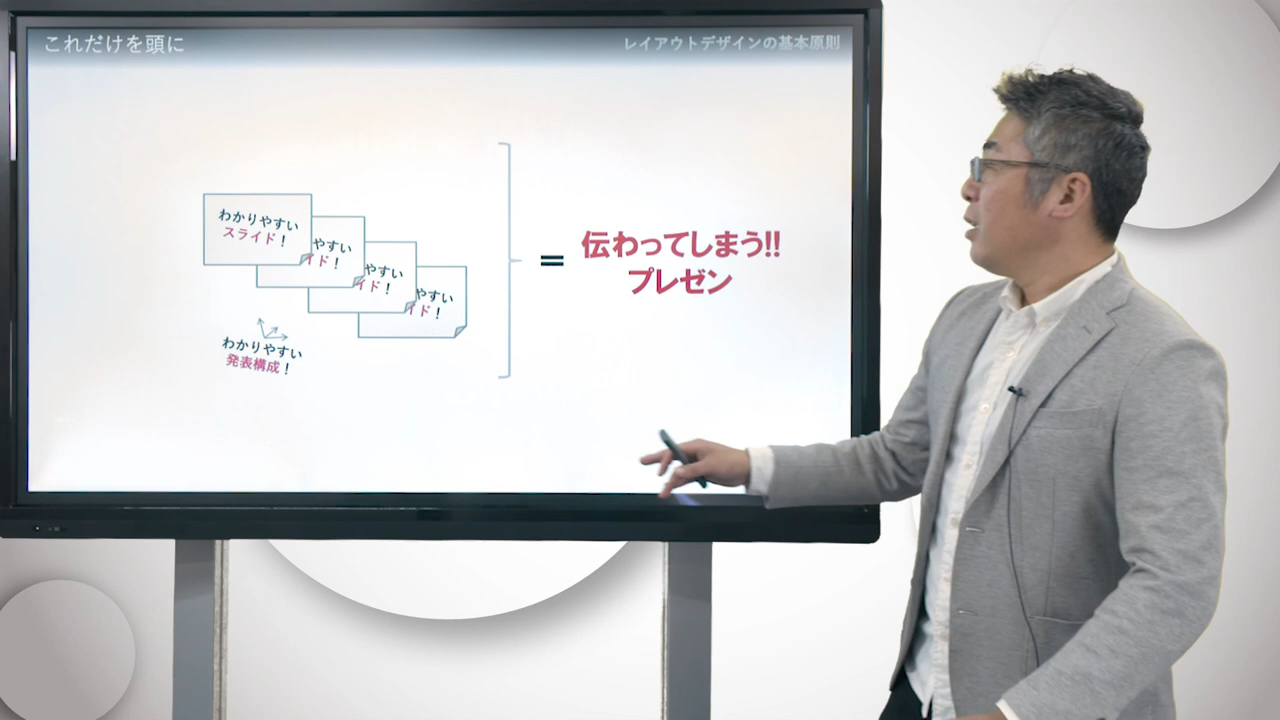 これだけを頭に
レイアウトデザインの基本原則
わかりやすい
スライド！
やすい
イド！
やすい
イド！
やすい
イド！
わかりやすい
発表構成！
=
伝わってしまう!!
プレゼン